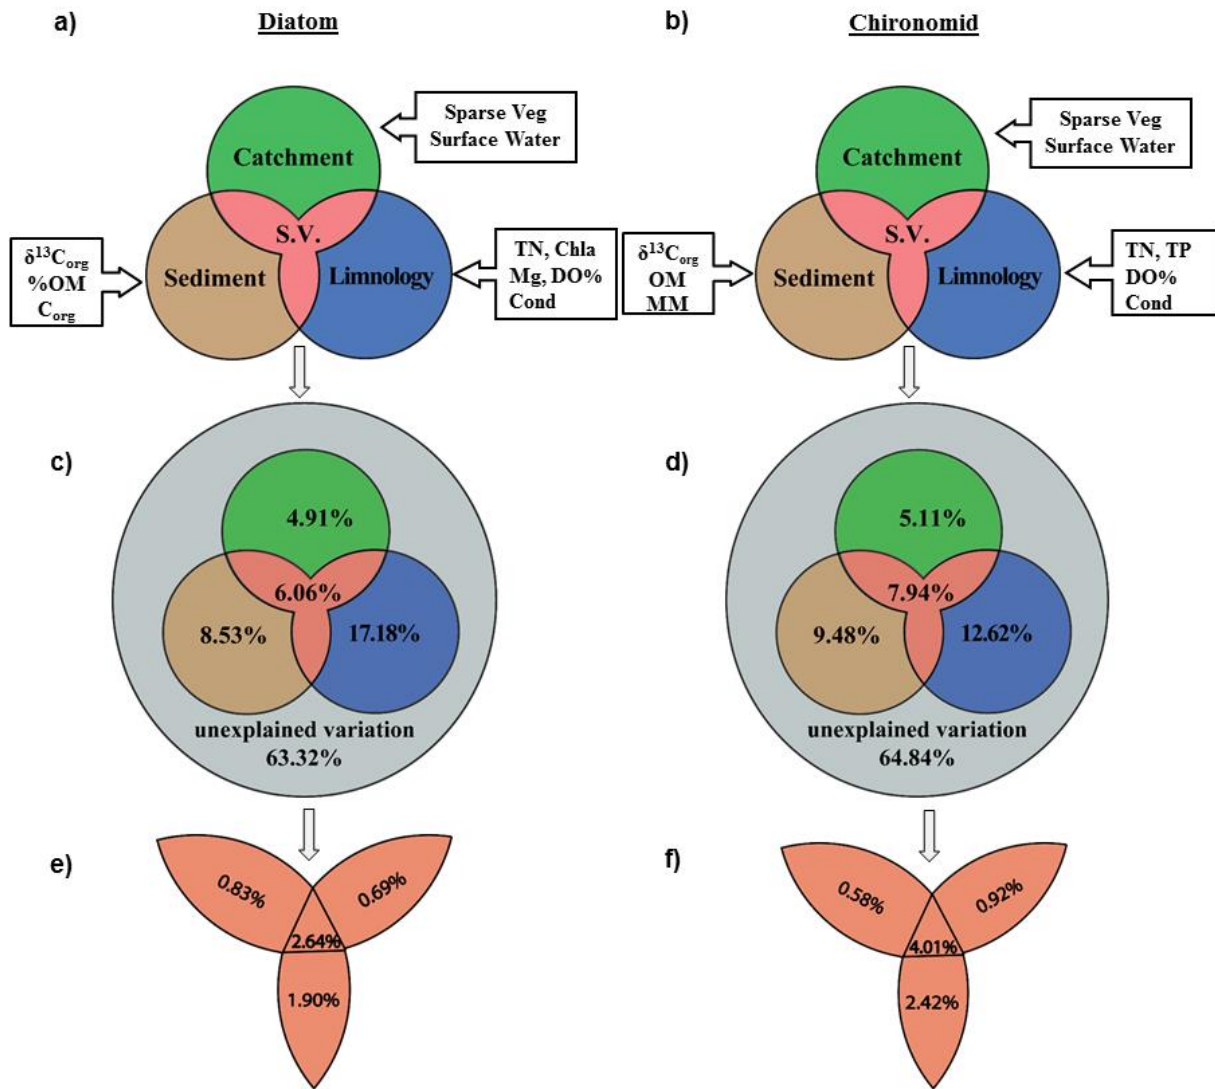 a)
Diatom
b)
Chironomid
Sparse Veg
Surface Water
Catchment
S.V.
Sediment
Limnology
δ¹³Corg
%OM
Corg
TN, Chla
Mg, DO%
Cond
Sparse Veg
Surface Water
Catchment
S.V.
Sediment
Limnology
δ¹³Corg
OM
MM
TN, TP
DO%
Cond
c)
4.91%
6.06%
8.53%
17.18%
unexplained variation
63.32%
d)
5.11%
7.94%
9.48%
12.62%
unexplained variation
64.84%
e)
0.83%
0.69%
2.64%
1.90%
f)
0.58%
0.92%
4.01%
2.42%